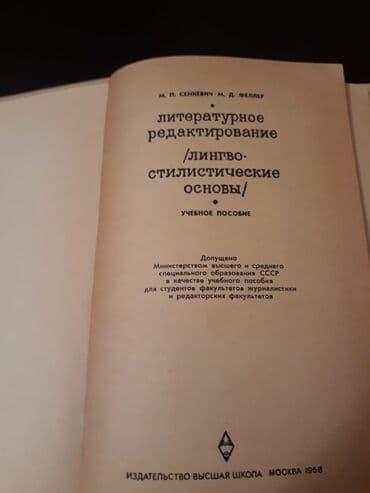 М. П. СЕНКЕВИЧ · М. Д. ФЕЛЛЕР
ЛИТЕРАТУРНОЕ
РЕДАКТИРОВАНИЕ
/ЛИНГВО-
СТИЛИСТИЧЕСКИЕ
ОСНОВЫ/
УЧЕБНОЕ ПОСОБИЕ
Допущено
Министерством высшего и среднего
специального образования СССР
в качестве учебного пособия
для студентов факультетов журналистики
и редакторских факультетов
ИЗДАТЕЛЬСТВО ВЫСШАЯ ШКОЛА МОСКВА 1968